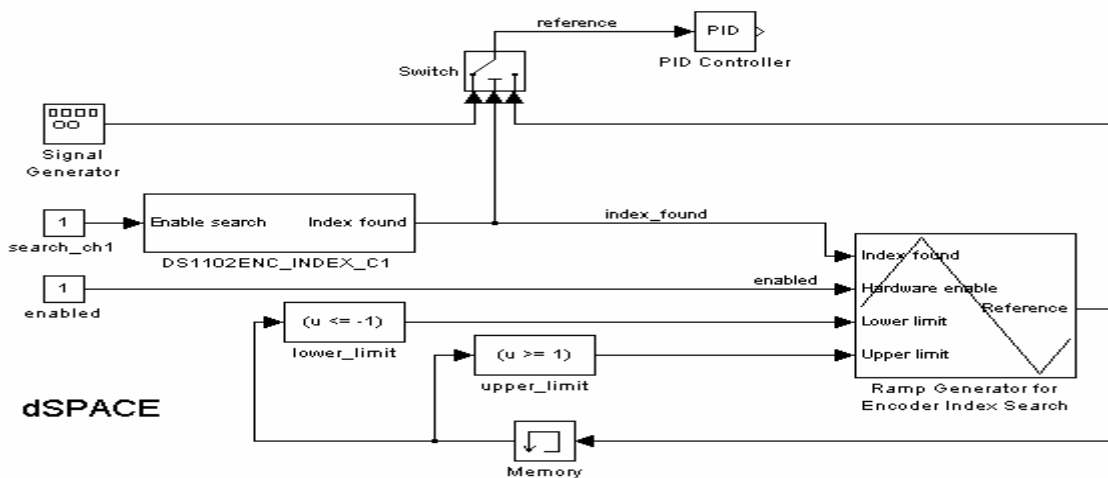 reference
PID
PID Controller
Switch
Signal
Generator
1
search_ch1
Enable search
Index found
DS1102ENC_INDEX_C1
index_found
1
enabled
enabled
Index found
Hardware enable
Reference
Lower limit
Upper limit
Ramp Generator for
Encoder Index Search
(u <= -1)
lower_limit
(u >= 1)
upper_limit
dSPACE
Memory